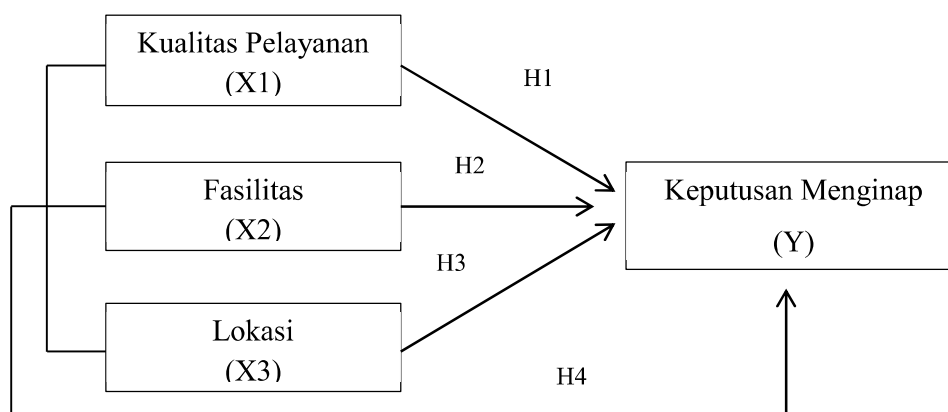 Kualitas Pelayanan
(X1)
H1
H2
Fasilitas
(X2)
Keputusan Menginap
(Y)
H3
Lokasi
(X3)
H4